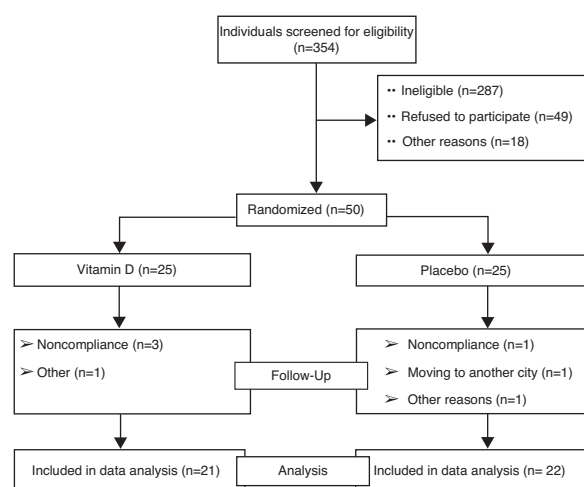 Individuals screened for eligibility
(n=354)
•• Ineligible (n=287)
•• Refused to participate (n=49)
•• Other reasons (n=18)
Randomized (n=50)
Vitamin D (n=25)
Placebo (n=25)
➢ Noncompliance (n=3)
➢ Other (n=1)
Follow-Up
➢ Noncompliance (n=1)
➢ Moving to another city (n=1)
➢ Other reasons (n=1)
Included in data analysis (n=21)
Analysis
Included in data analysis (n= 22)